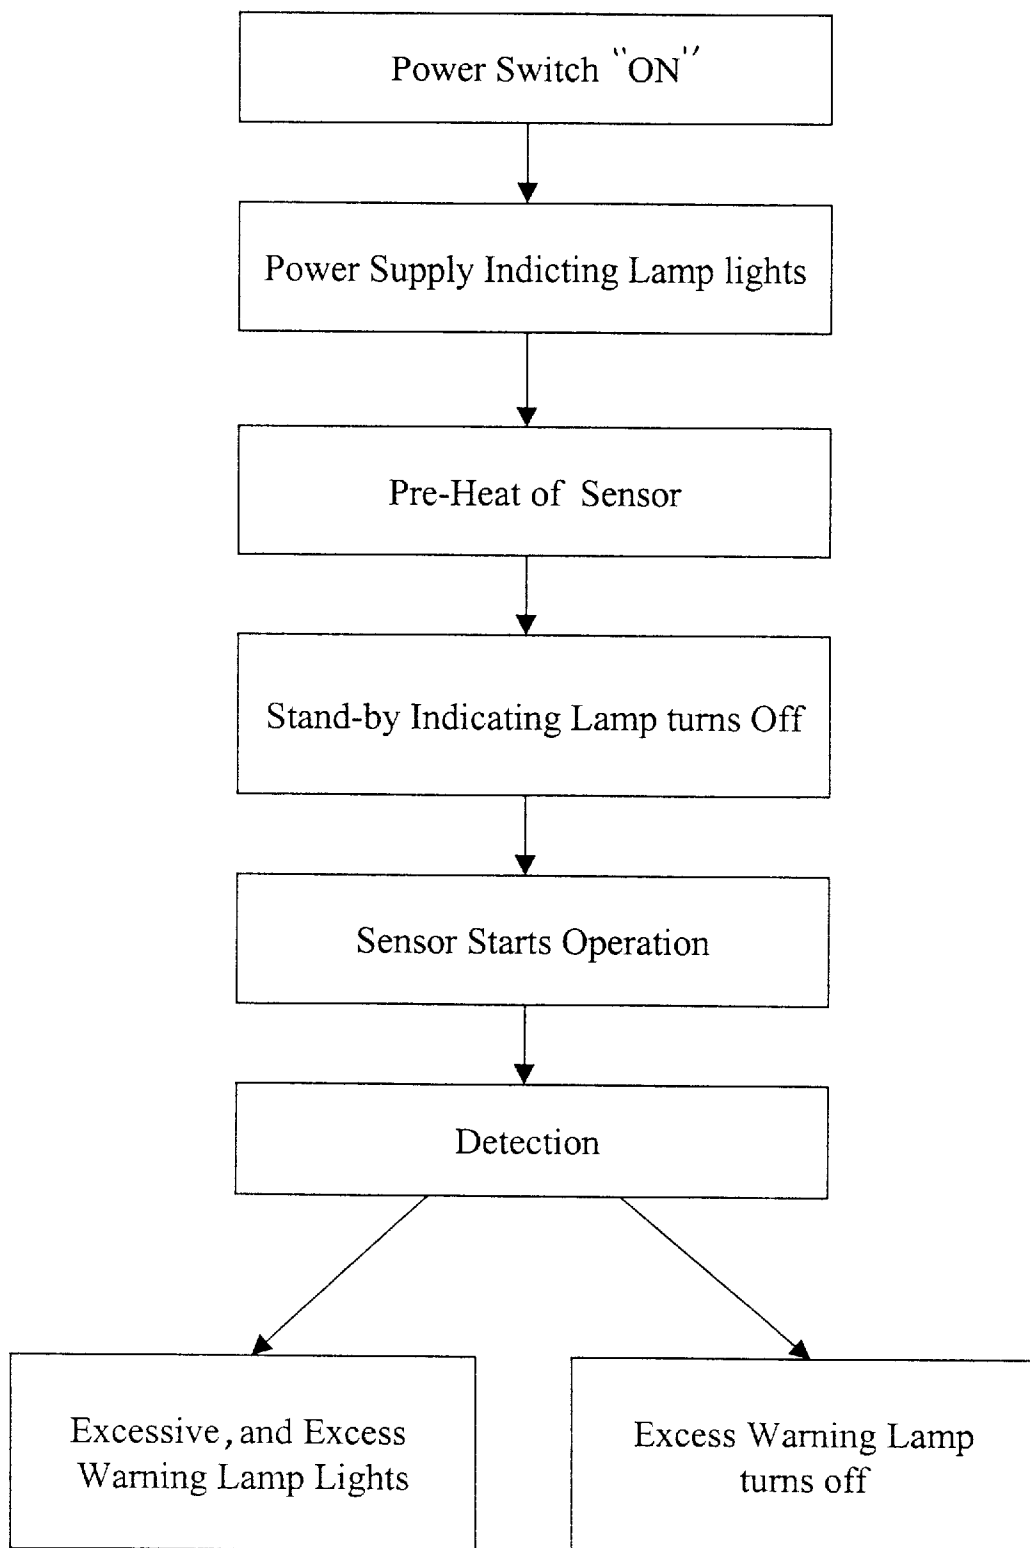 Power Switch "ON"
Power Supply Indicting Lamp lights
Pre-Heat of Sensor
Stand-by Indicating Lamp turns Off
Sensor Starts Operation
Detection
Excessive, and Excess
Warning Lamp Lights
Excess Warning Lamp
turns off